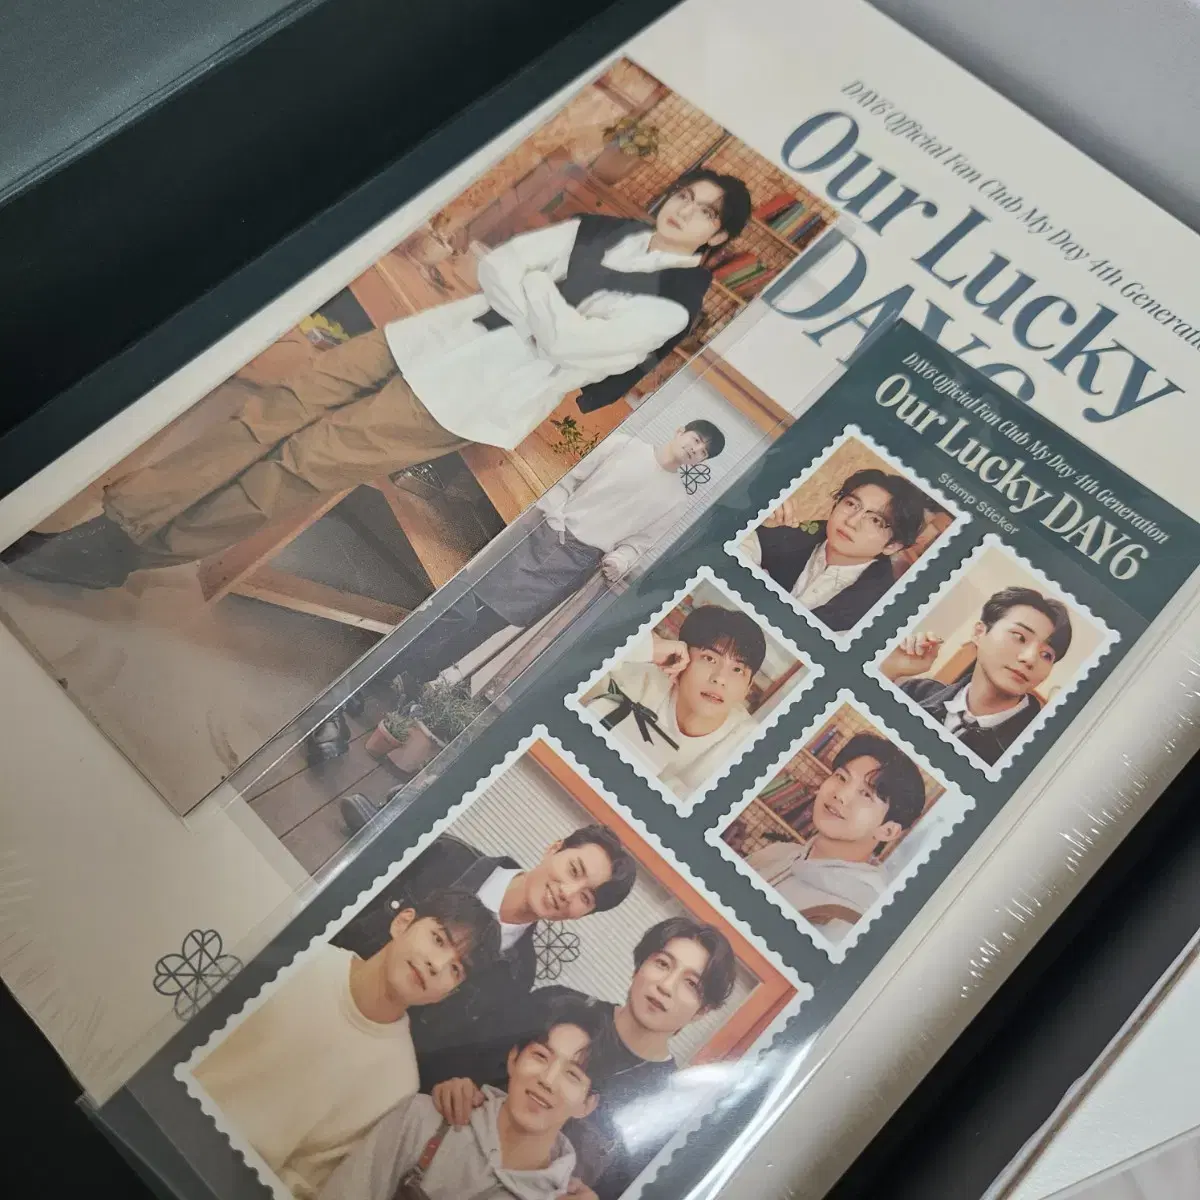 DAY6 Official Fan Club My Day 4th Generation
Our Lucky
DAY6
DAY6 Official Fan Club My Day 4th Generation
Our Lucky DAY6
Stamp Sticker